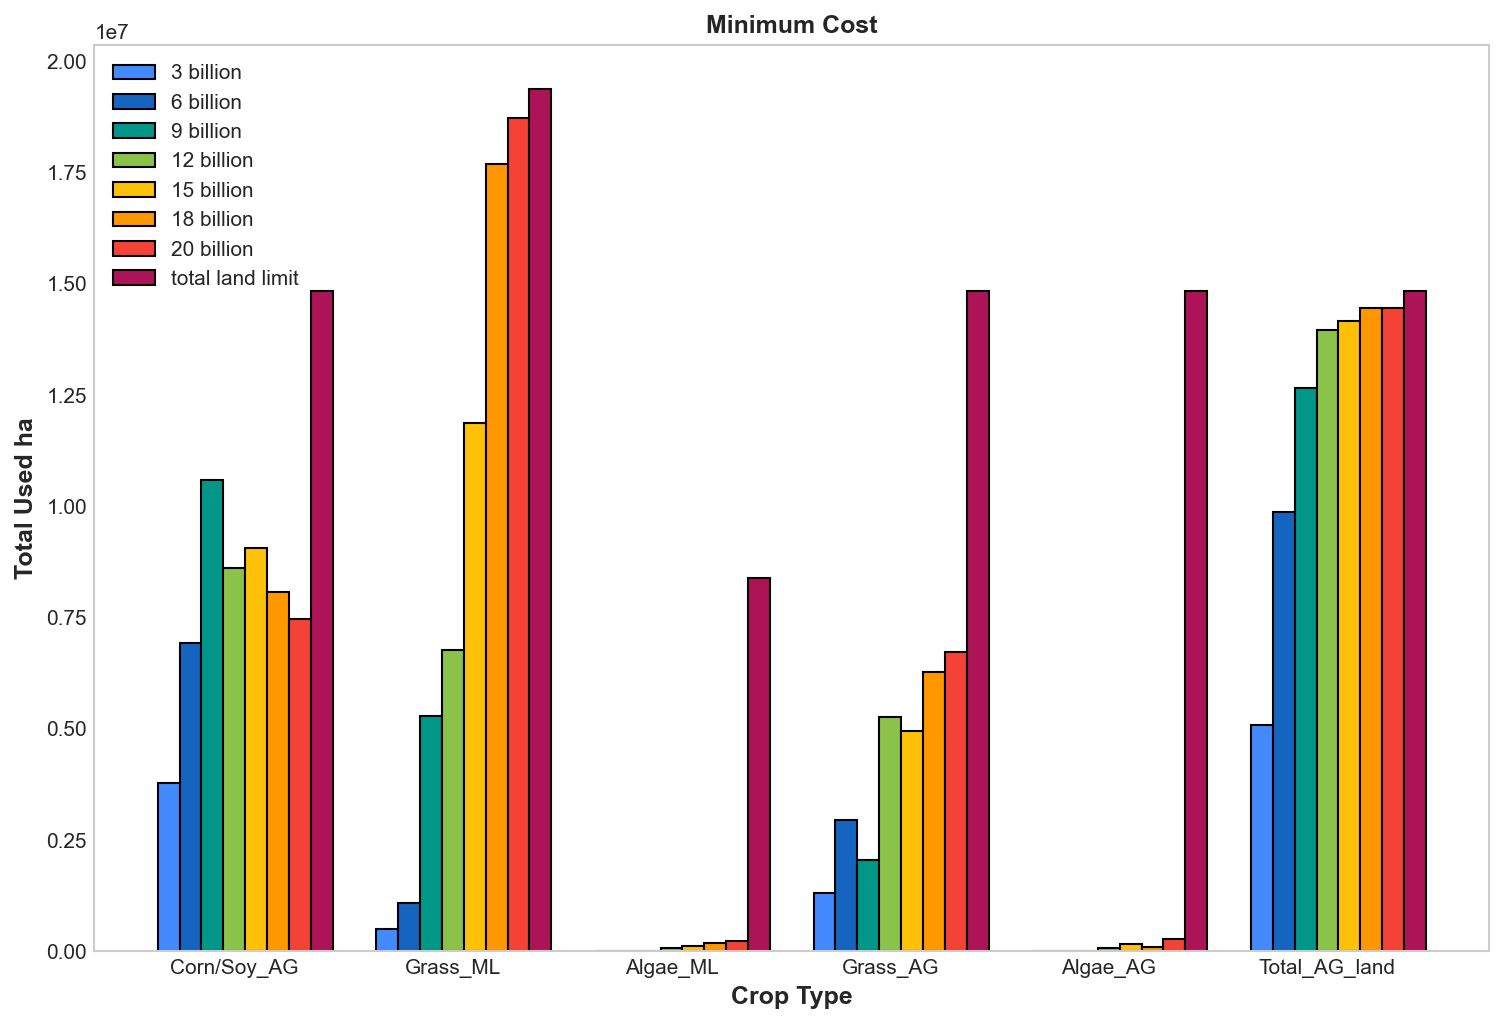 Minimum Cost
1e7
2.00
1.75
1.50
1.25
1.00
0.75
0.50
0.25
0.00
Total Used ha
3 billion
6 billion
9 billion
12 billion
15 billion
18 billion
20 billion
total land limit
Corn/Soy_AG
Grass_ML
Algae_ML
Grass_AG
Algae_AG
Total_AG_land
Crop Type